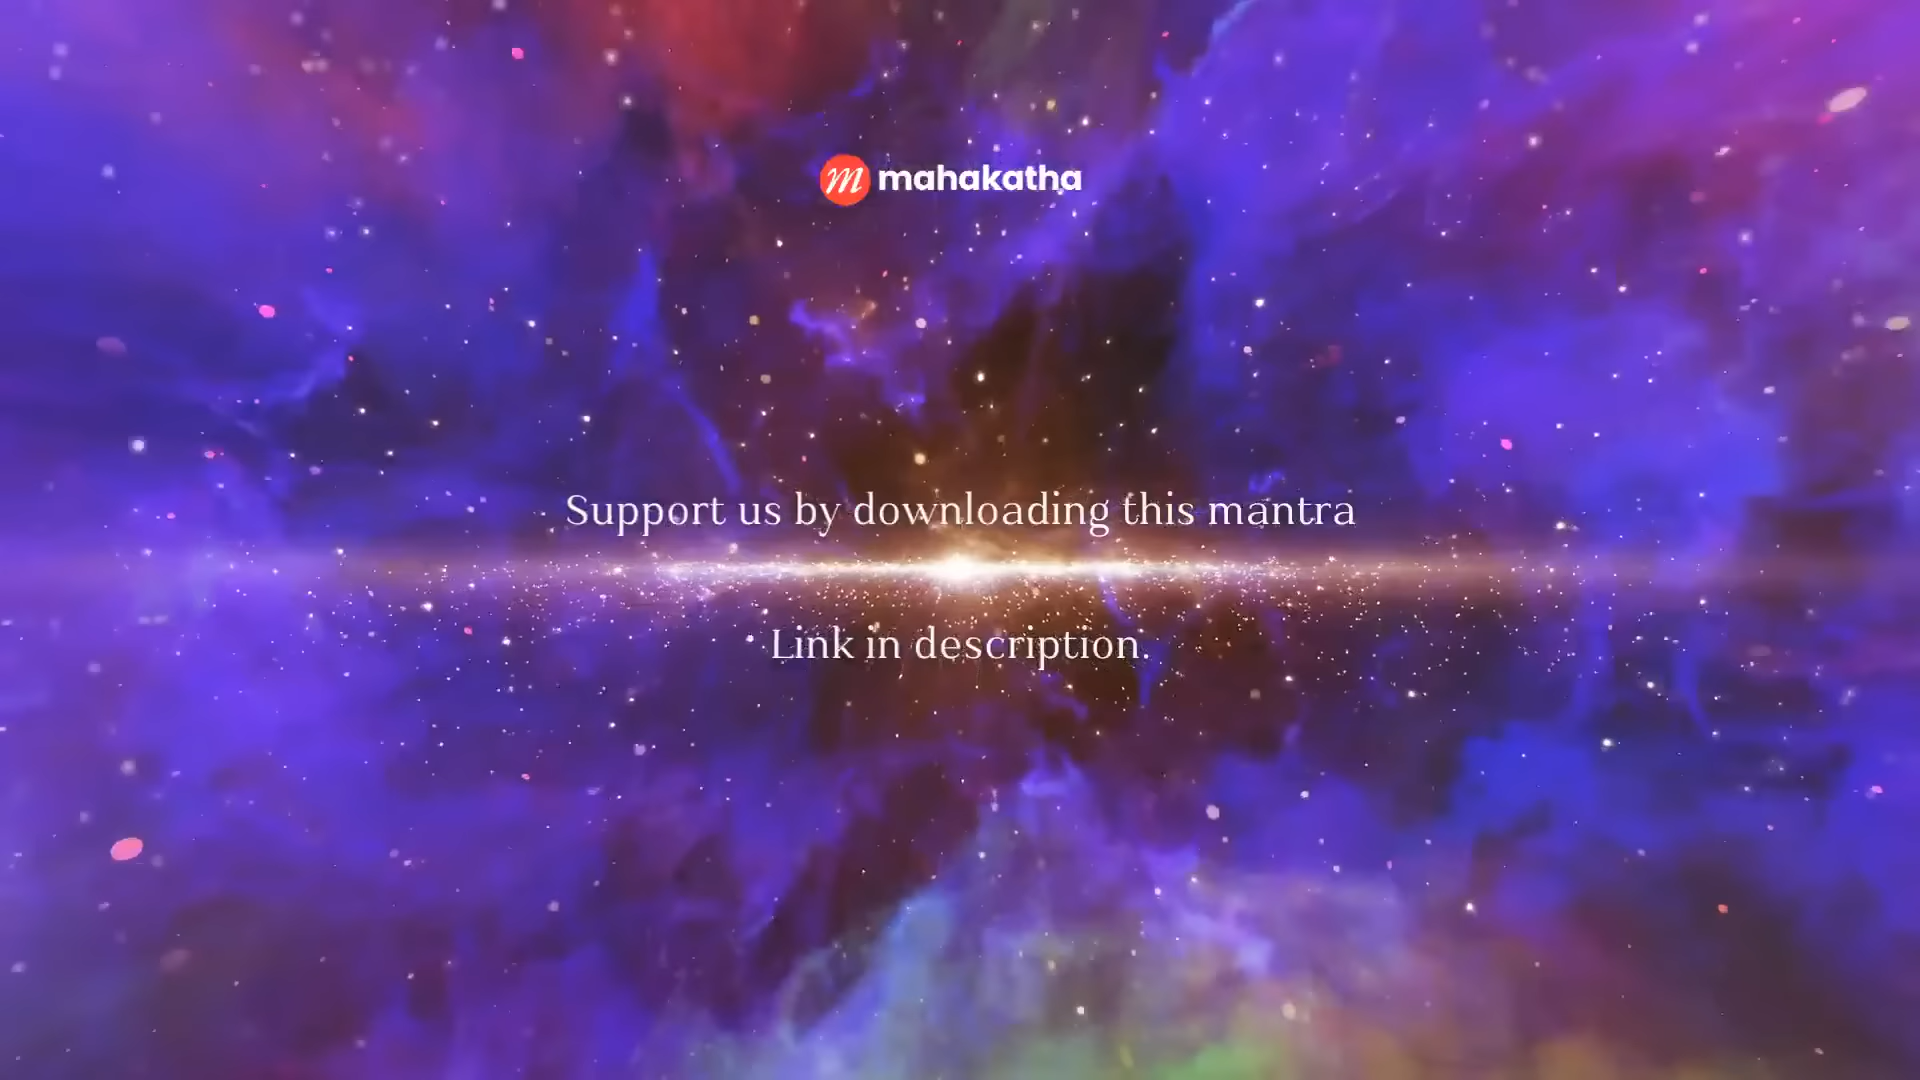 mahakatha
Support us by downloading this mantra
Link in description.